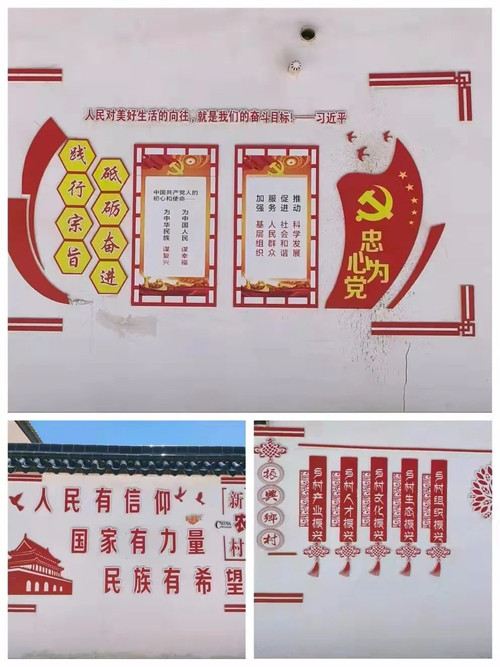 人民对美好生活的向往，就是我们的奋斗目标！——习近平
践行宗旨
砥砺奋进
中国共产党人的
初心和使命
为中国人民 谋幸福
为中华民族 谋复兴
推动 科学发展
促进 社会和谐
服务 人民群众
加强 基层组织
忠心为党
人民有信仰
国家有力量
民族有希望
新农村
CHINA
振興鄉村
乡村产业振兴
乡村人才振兴
乡村文化振兴
乡村生态振兴
乡村组织振兴